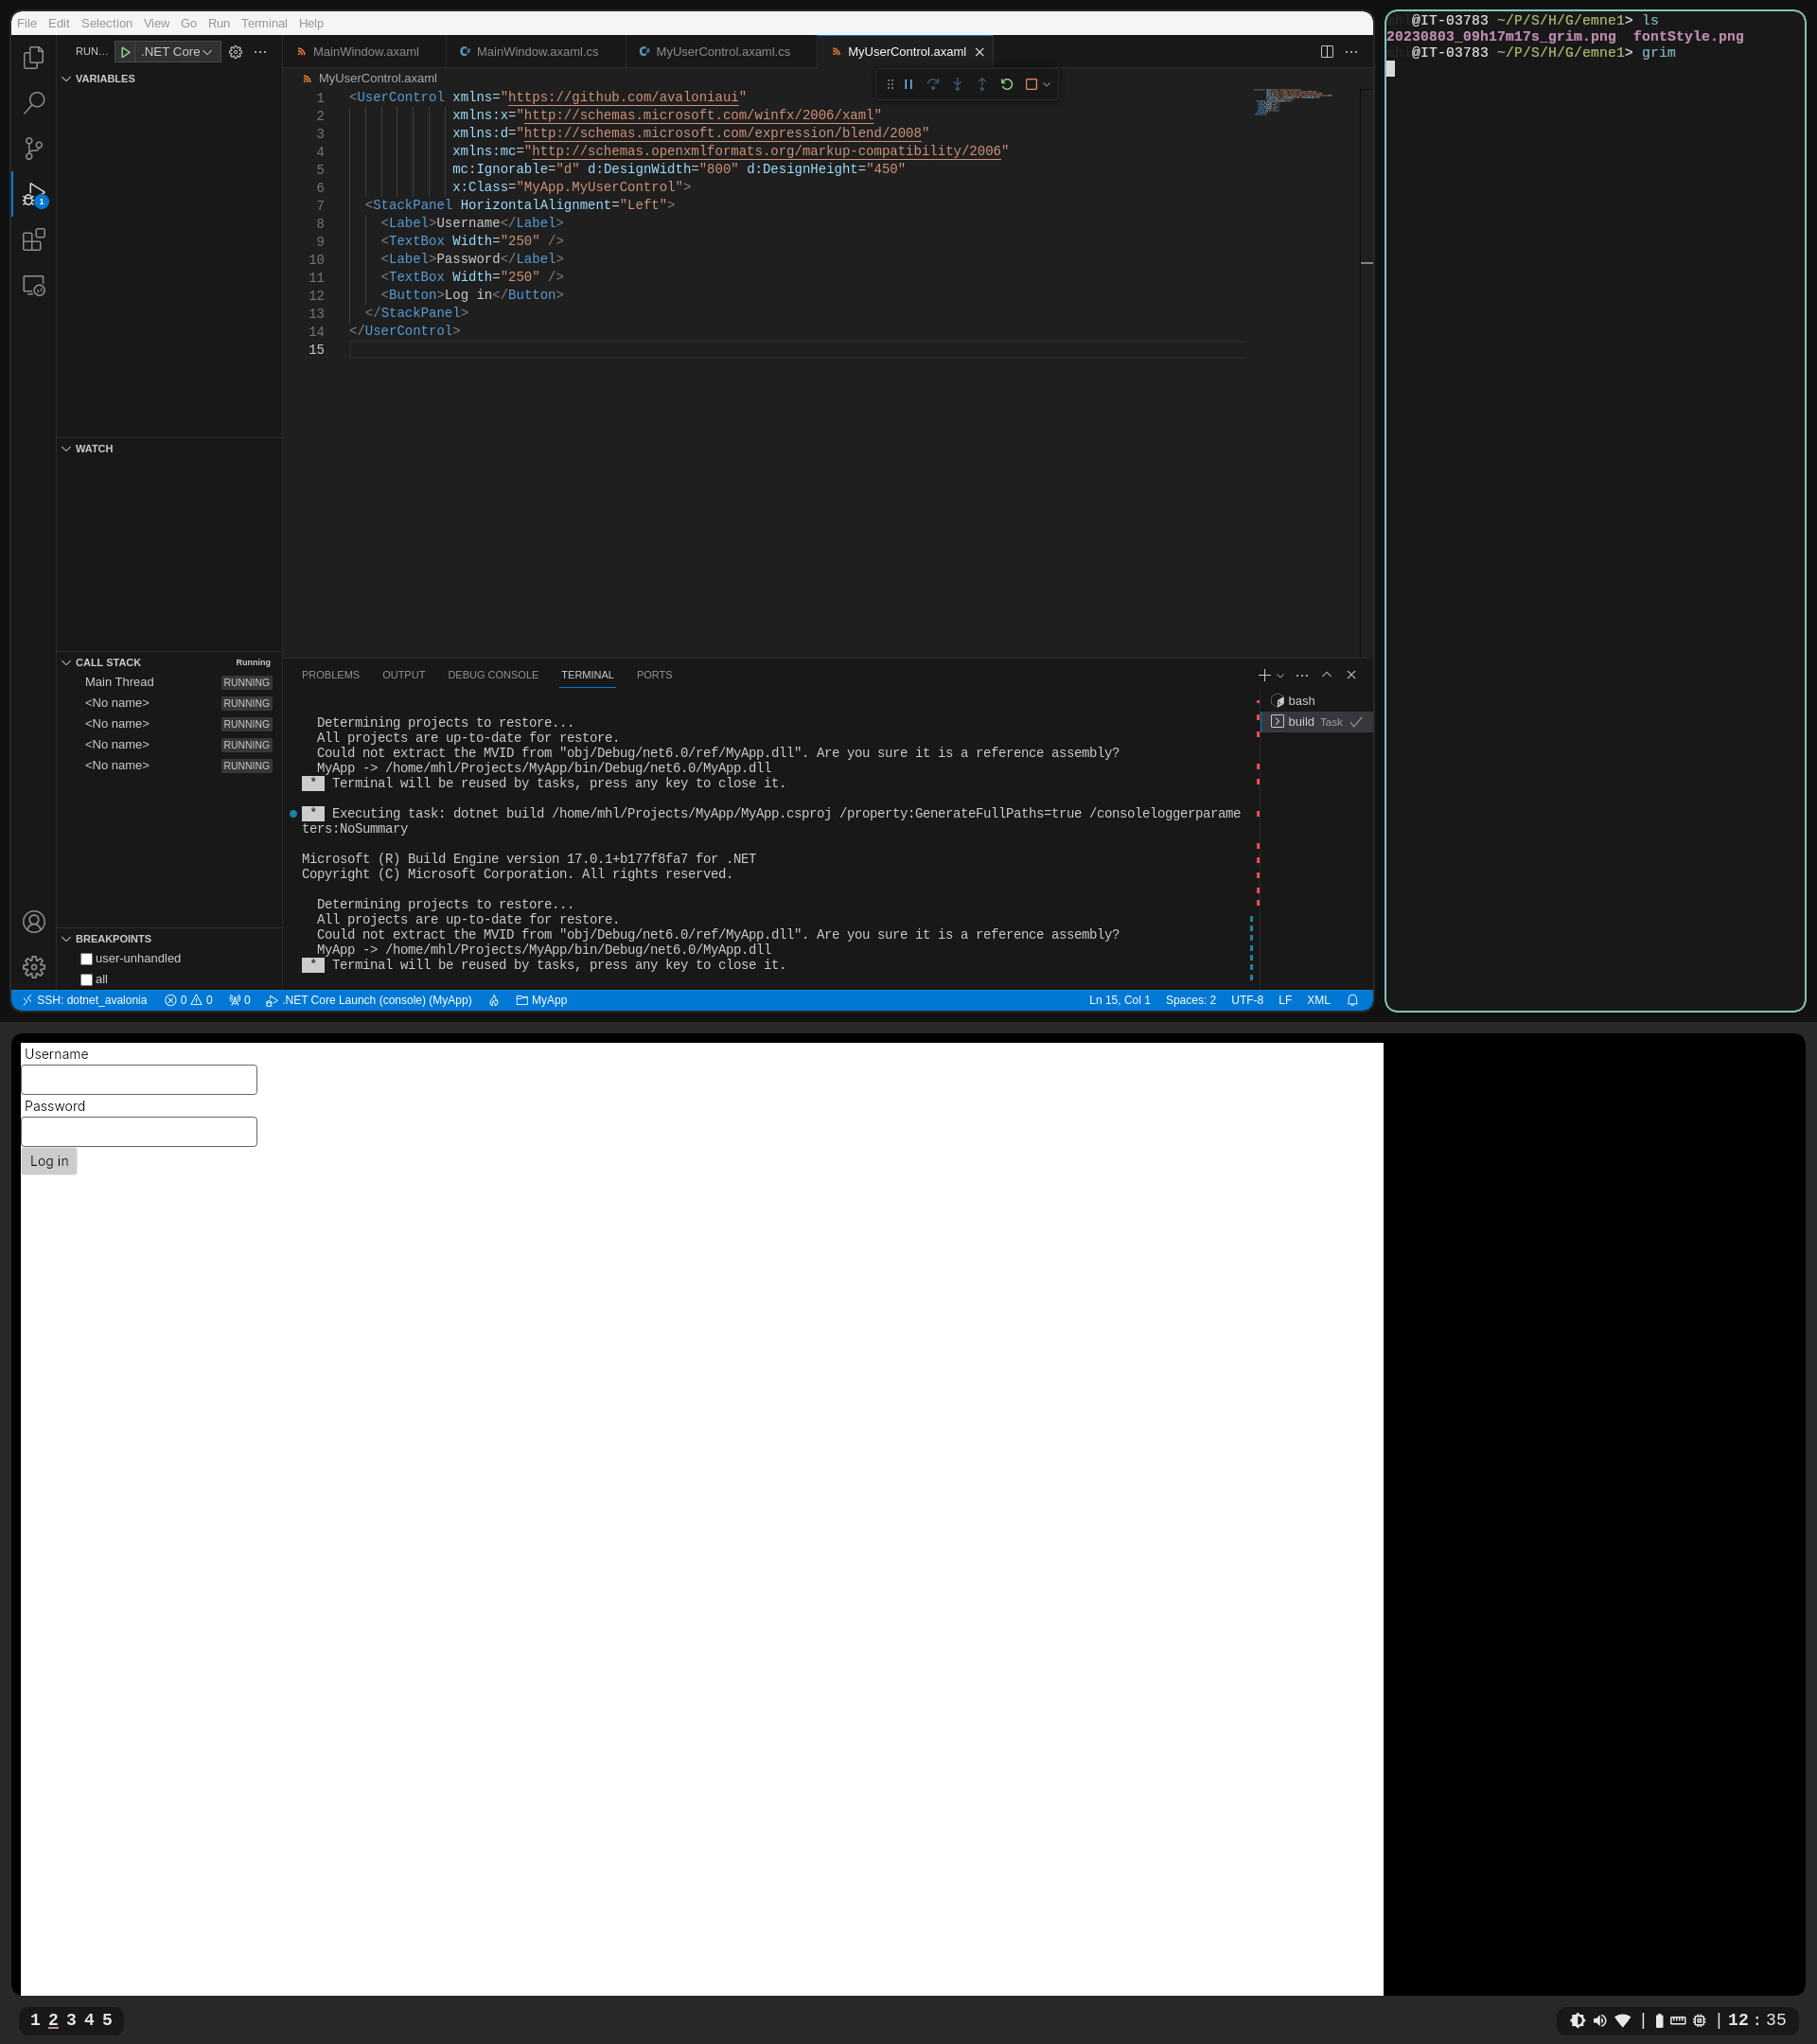 File Edit Selection View Go Run Terminal Help
RUN... .NET Core
VARIABLES
WATCH
CALL STACK Running
Main Thread RUNNING
<No name> RUNNING
<No name> RUNNING
<No name> RUNNING
<No name> RUNNING
BREAKPOINTS
user-unhandled
all
1
MainWindow.axaml MainWindow.axaml.cs MyUserControl.axaml.cs MyUserControl.axaml
MyUserControl.axaml
1 <UserControl xmlns="https://github.com/avaloniaui"
2 xmlns:x="http://schemas.microsoft.com/winfx/2006/xaml"
3 xmlns:d="http://schemas.microsoft.com/expression/blend/2008"
4 xmlns:mc="http://schemas.openxmlformats.org/markup-compatibility/2006"
5 mc:Ignorable="d" d:DesignWidth="800" d:DesignHeight="450"
6 x:Class="MyApp.MyUserControl">
7 <StackPanel HorizontalAlignment="Left">
8 <Label>Username</Label>
9 <TextBox Width="250" />
10 <Label>Password</Label>
11 <TextBox Width="250" />
12 <Button>Log in</Button>
13 </StackPanel>
14 </UserControl>
15
PROBLEMS OUTPUT DEBUG CONSOLE TERMINAL PORTS
bash
build Task
Determining projects to restore...
All projects are up-to-date for restore.
Could not extract the MVID from "obj/Debug/net6.0/ref/MyApp.dll". Are you sure it is a reference assembly?
MyApp -> /home/mhl/Projects/MyApp/bin/Debug/net6.0/MyApp.dll
* Terminal will be reused by tasks, press any key to close it.
* Executing task: dotnet build /home/mhl/Projects/MyApp/MyApp.csproj /property:GenerateFullPaths=true /consoleloggerparame
ters:NoSummary
Microsoft (R) Build Engine version 17.0.1+b177f8fa7 for .NET
Copyright (C) Microsoft Corporation. All rights reserved.
Determining projects to restore...
All projects are up-to-date for restore.
Could not extract the MVID from "obj/Debug/net6.0/ref/MyApp.dll". Are you sure it is a reference assembly?
MyApp -> /home/mhl/Projects/MyApp/bin/Debug/net6.0/MyApp.dll
* Terminal will be reused by tasks, press any key to close it.
SSH: dotnet_avalonia 0 0 0 .NET Core Launch (console) (MyApp) MyApp Ln 15, Col 1 Spaces: 2 UTF-8 LF XML
mhl@IT-03783 ~/P/S/H/G/emne1> ls
20230803_09h17m17s_grim.png fontStyle.png
mhl@IT-03783 ~/P/S/H/G/emne1> grim
Username
Password
Log in
1 2 3 4 5
| | 12:35